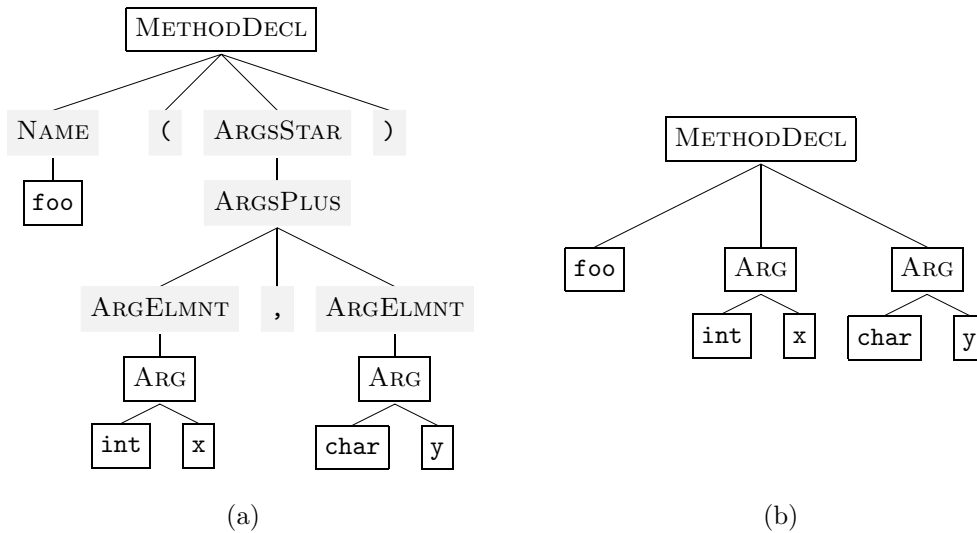 METHODDECL
NAME ( ARGSSTAR )
foo
ARGSPLUS
ARGELMNT , ARGELMNT
ARG ARG
int x char y
(a)
METHODDECL
foo ARG ARG
int x char y
(b)